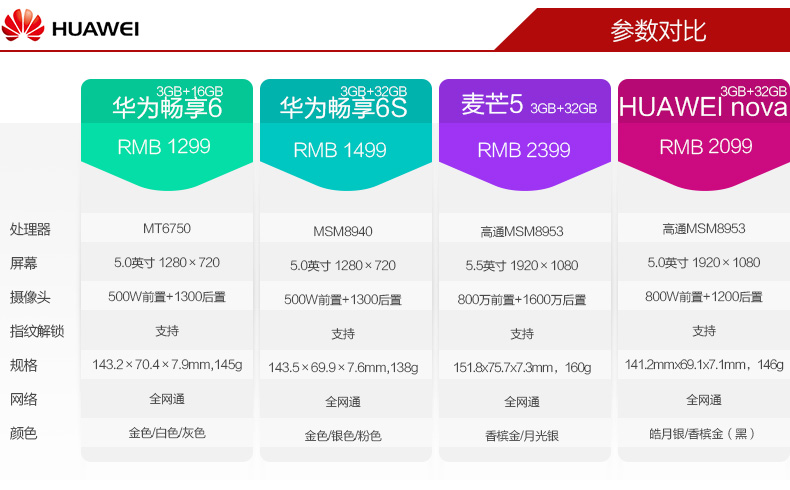 HUAWEI
参数对比
3GB+16GB
华为畅享6
RMB 1299
3GB+32GB
华为畅享6S
RMB 1499
麦芒5 3GB+32GB
RMB 2399
3GB+32GB
HUAWEI nova
RMB 2099
处理器 MT6750 MSM8940 高通MSM8953 高通MSM8953
屏幕 5.0英寸 1280×720 5.0英寸 1280×720 5.5英寸 1920×1080 5.0英寸 1920×1080
摄像头 500W前置+1300后置 500W前置+1300后置 800万前置+1600万后置 800W前置+1200后置
指纹解锁 支持 支持 支持 支持
规格 143.2×70.4×7.9mm,145g 143.5×69.9×7.6mm,138g 151.8x75.7x7.3mm，160g 141.2mmx69.1x7.1mm，146g
网络 全网通 全网通 全网通 全网通
颜色 金色/白色/灰色 金色/银色/粉色 香槟金/月光银 皓月银/香槟金（黑）